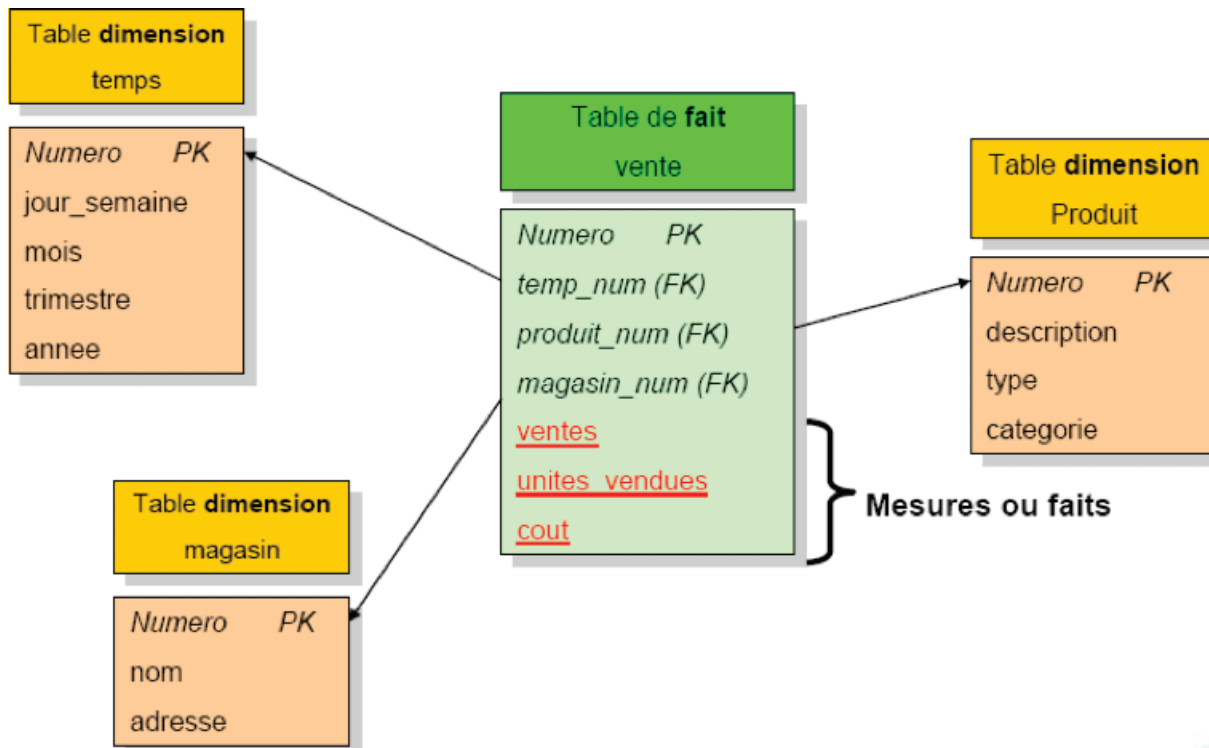 Table dimension
temps
Numero PK
jour_semaine
mois
trimestre
annee
Table de fait
vente
Numero PK
temp_num (FK)
produit_num (FK)
magasin_num (FK)
ventes
unites_vendues
cout
Mesures ou faits
Table dimension
Produit
Numero PK
description
type
categorie
Table dimension
magasin
Numero PK
nom
adresse